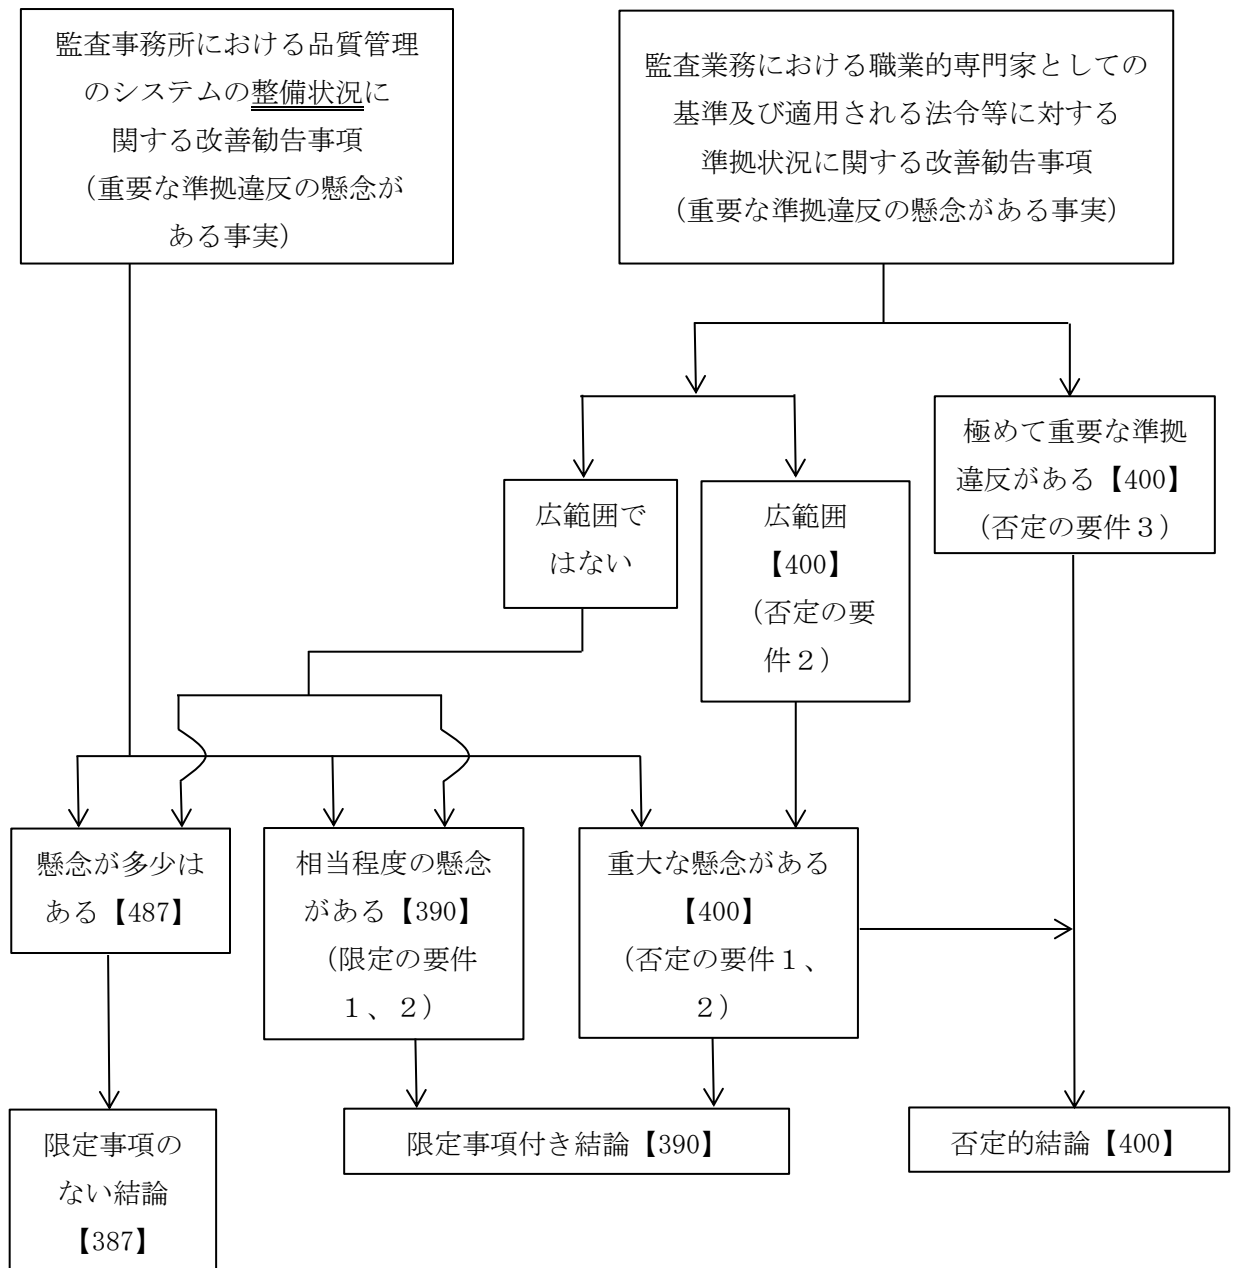 監査事務所における品質管理
のシステムの整備状況に
関する改善勧告事項
（重要な準拠違反の懸念が
ある事実）
監査業務における職業的専門家としての
基準及び適用される法令等に対する
準拠状況に関する改善勧告事項
（重要な準拠違反の懸念がある事実）
広範囲で
はない
広範囲
【400】
（否定の要
件２）
極めて重要な準拠
違反がある【400】
（否定の要件３）
懸念が多少は
ある【487】
相当程度の懸念
がある【390】
（限定の要件
１、２）
重大な懸念がある
【400】
（否定の要件１、
２）
限定事項の
ない結論
【387】
限定事項付き結論【390】
否定的結論【400】